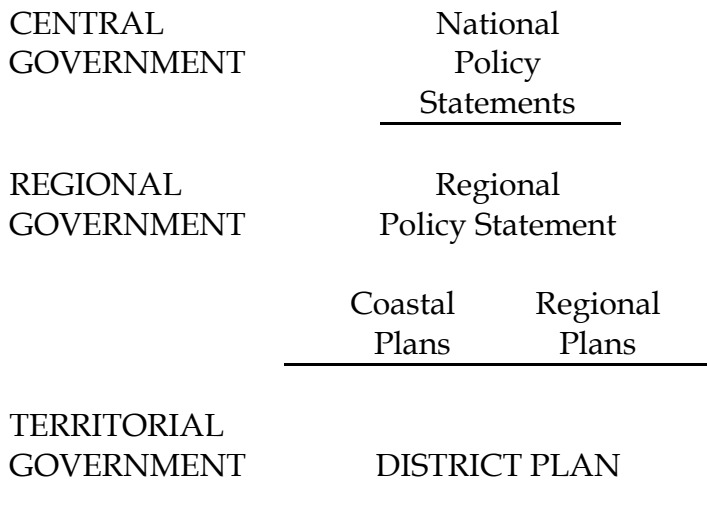 CENTRAL National
GOVERNMENT Policy
Statements
REGIONAL Regional
GOVERNMENT Policy Statement
Coastal Regional
Plans Plans
TERRITORIAL
GOVERNMENT DISTRICT PLAN